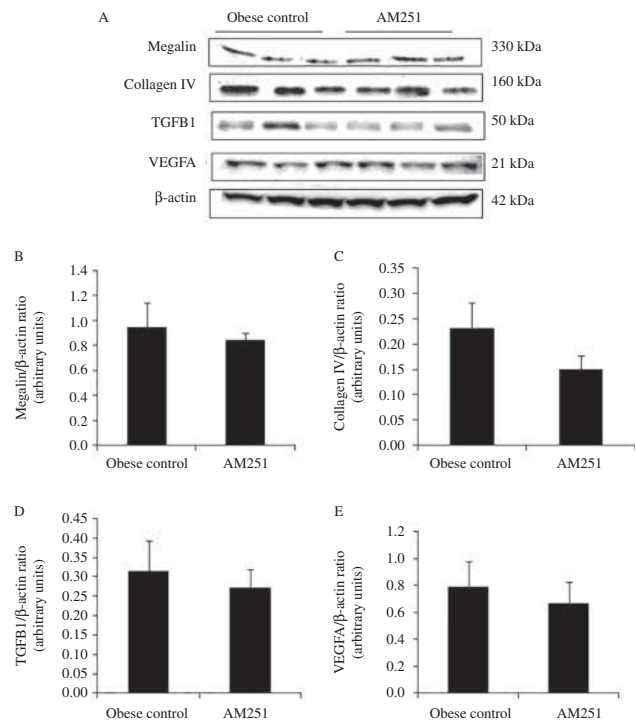 A
Obese control AM251
Megalin 330 kDa
Collagen IV 160 kDa
TGFB1 50 kDa
VEGFA 21 kDa
β-actin 42 kDa
B
Megalin/β-actin ratio
(arbitrary units)
1.4
1.2
1.0
0.8
0.6
0.4
0.2
0.0
Obese control AM251
C
Collagen IV/β-actin ratio
(arbitrary units)
0.35
0.30
0.25
0.20
0.15
0.10
0.05
0.00
Obese control AM251
D
TGFB1/β-actin ratio
(arbitrary units)
0.45
0.40
0.35
0.30
0.25
0.20
0.15
0.10
0.05
0.00
Obese control AM251
E
VEGFA/β-actin ratio
(arbitrary units)
1.2
1.0
0.8
0.6
0.4
0.2
0.0
Obese control AM251